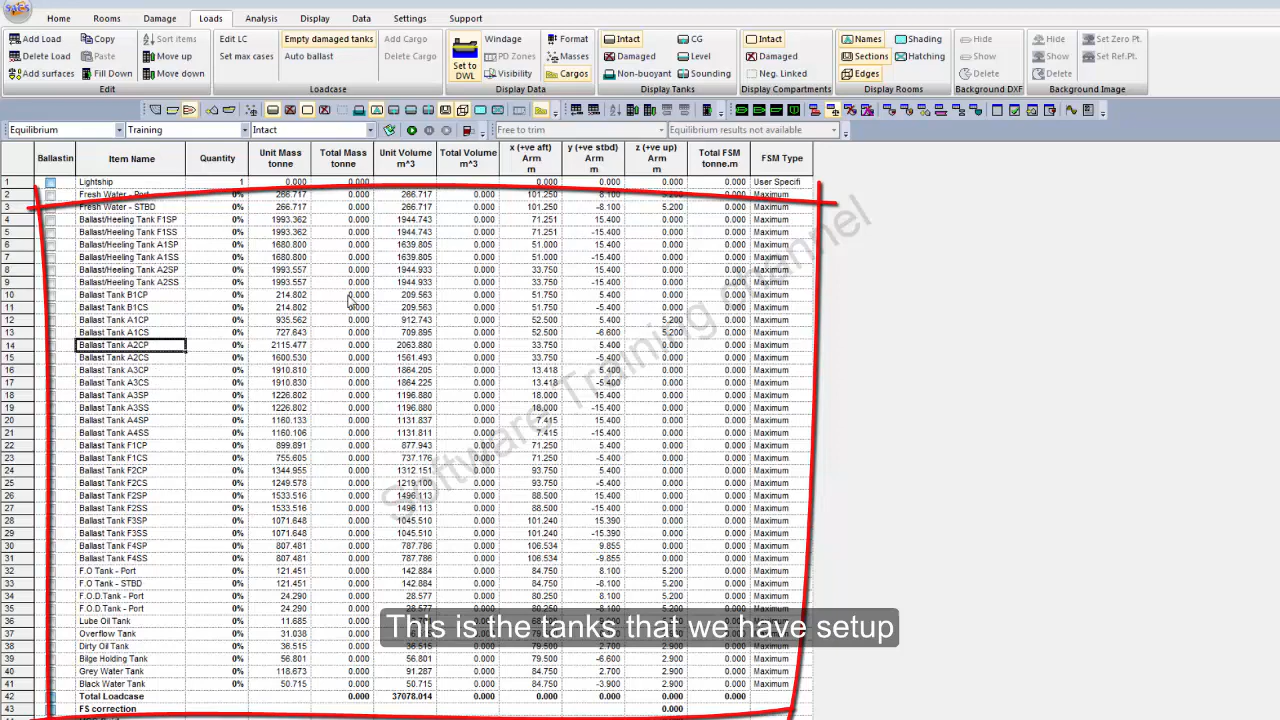 Home Rooms Damage Loads Analysis Display Data Settings Support
Add Load Copy Sort items Edit LC Empty damaged tanks Add Cargo Windage Format Intact CG Intact Names Shading Hide Hide Set Zero Pt.
Delete Load Paste Move up Set max cases Auto ballast Delete Cargo Set to DWL PD Zones Masses Damaged Level Damaged Sections Hatching Show Show Set Ref.Pt.
Add surfaces Fill Down Move down Visibility Cargos Non-buoyant Sounding Neg. Linked Edges Delete Delete
Edit Loadcase Display Data Display Tanks Display Compartments Display Rooms Background DXF Background Image
Equilibrium Training Intact Free to trim Equilibrium results not available
Ballastin Item Name Quantity Unit Mass tonne Total Mass tonne Unit Volume m^3 Total Volume m^3 x (+ve aft) Arm m y (+ve stbd) Arm m z (+ve up) Arm m Total FSM tonne.m FSM Type
1 Lightship 1 0.000 0.000 0.000 0.000 0.000 0.000 User Specifi
2 Fresh Water - Port 0% 266.717 0.000 266.717 0.000 101.250 8.100 5.200 0.000 Maximum
3 Fresh Water - STBD 0% 266.717 0.000 266.717 0.000 101.250 -8.100 5.200 0.000 Maximum
4 Ballast/Heeling Tank F1SP 0% 1993.362 0.000 1944.743 0.000 71.251 15.400 0.000 0.000 Maximum
5 Ballast/Heeling Tank F1SS 0% 1993.362 0.000 1944.743 0.000 71.251 -15.400 0.000 0.000 Maximum
6 Ballast/Heeling Tank A1SP 0% 1680.800 0.000 1639.805 0.000 51.000 15.400 0.000 0.000 Maximum
7 Ballast/Heeling Tank A1SS 0% 1680.800 0.000 1639.805 0.000 51.000 -15.400 0.000 0.000 Maximum
8 Ballast/Heeling Tank A2SP 0% 1993.557 0.000 1944.933 0.000 33.750 15.400 0.000 0.000 Maximum
9 Ballast/Heeling Tank A2SS 0% 1993.557 0.000 1944.933 0.000 33.750 -15.400 0.000 0.000 Maximum
10 Ballast Tank B1CP 0% 214.802 0.000 209.563 0.000 51.750 5.400 0.000 0.000 Maximum
11 Ballast Tank B1CS 0% 214.802 0.000 209.563 0.000 51.750 -5.400 0.000 0.000 Maximum
12 Ballast Tank A1CP 0% 935.562 0.000 912.743 0.000 52.500 5.400 5.200 0.000 Maximum
13 Ballast Tank A1CS 0% 727.643 0.000 709.895 0.000 52.500 -6.600 5.200 0.000 Maximum
14 Ballast Tank A2CP 0% 2115.477 0.000 2063.880 0.000 33.750 5.400 0.000 0.000 Maximum
15 Ballast Tank A2CS 0% 1600.530 0.000 1561.493 0.000 33.750 -5.400 0.000 0.000 Maximum
16 Ballast Tank A3CP 0% 1910.810 0.000 1864.205 0.000 13.418 5.400 0.000 0.000 Maximum
17 Ballast Tank A3CS 0% 1910.830 0.000 1864.225 0.000 13.418 -5.400 0.000 0.000 Maximum
18 Ballast Tank A3SP 0% 1226.802 0.000 1196.880 0.000 18.000 15.400 0.000 0.000 Maximum
19 Ballast Tank A3SS 0% 1226.802 0.000 1196.880 0.000 18.000 -15.400 0.000 0.000 Maximum
20 Ballast Tank A4SP 0% 1160.133 0.000 1131.837 0.000 7.415 15.400 0.000 0.000 Maximum
21 Ballast Tank A4SS 0% 1160.106 0.000 1131.810 0.000 7.415 -15.400 0.000 0.000 Maximum
22 Ballast Tank F1CP 0% 899.891 0.000 877.943 0.000 71.250 5.400 0.000 0.000 Maximum
23 Ballast Tank F1CS 0% 755.605 0.000 737.176 0.000 71.250 -5.400 0.000 0.000 Maximum
24 Ballast Tank F2CP 0% 1344.955 0.000 1312.151 0.000 93.750 5.400 0.000 0.000 Maximum
25 Ballast Tank F2CS 0% 1249.578 0.000 1219.100 0.000 93.750 -5.400 0.000 0.000 Maximum
26 Ballast Tank F2SP 0% 1533.516 0.000 1496.113 0.000 88.500 15.400 0.000 0.000 Maximum
27 Ballast Tank F2SS 0% 1533.516 0.000 1496.113 0.000 88.500 -15.400 0.000 0.000 Maximum
28 Ballast Tank F3SP 0% 1071.648 0.000 1045.510 0.000 101.240 15.390 0.000 0.000 Maximum
29 Ballast Tank F3SS 0% 1071.648 0.000 1045.510 0.000 101.240 -15.390 0.000 0.000 Maximum
30 Ballast Tank F4SP 0% 807.481 0.000 787.786 0.000 106.534 9.855 0.000 0.000 Maximum
31 Ballast Tank F4SS 0% 807.481 0.000 787.786 0.000 106.534 9.855 0.000 0.000 Maximum
32 F.O Tank - Port 0% 121.451 0.000 142.884 0.000 84.750 8.100 5.200 0.000 Maximum
33 F.O Tank - STBD 0% 121.451 0.000 142.884 0.000 84.750 -8.100 5.200 0.000 Maximum
34 F.O.D.Tank - Port 0% 24.290 0.000 28.577 0.000 80.250 8.100 5.200 0.000 Maximum
35 F.O.D.Tank - Port 0% 24.290 0.000 28.577 0.000 5.200 0.000 Maximum
36 Lube Oil Tank 0% 11.685 Maximum
37 Overflow Tank 0% 31.038 Maximum
38 Dirty Oil Tank 0% 36.515 0.000 36.515 0.000 79.500 2.700 2.900 0.000 Maximum
39 Bilge Holding Tank 0% 56.801 0.000 56.801 0.000 79.500 -6.600 2.900 0.000 Maximum
40 Grey Water Tank 0% 118.673 0.000 91.287 0.000 84.750 2.700 2.900 0.000 Maximum
41 Black Water Tank 0% 50.715 0.000 50.715 0.000 84.750 -3.900 2.900 0.000 Maximum
42 Total Loadcase 0.000 37078.014 0.000 0.000 0.000 0.000 0.000
43 FS correction 0.000
Software Training channel
This is the tanks that we have setup